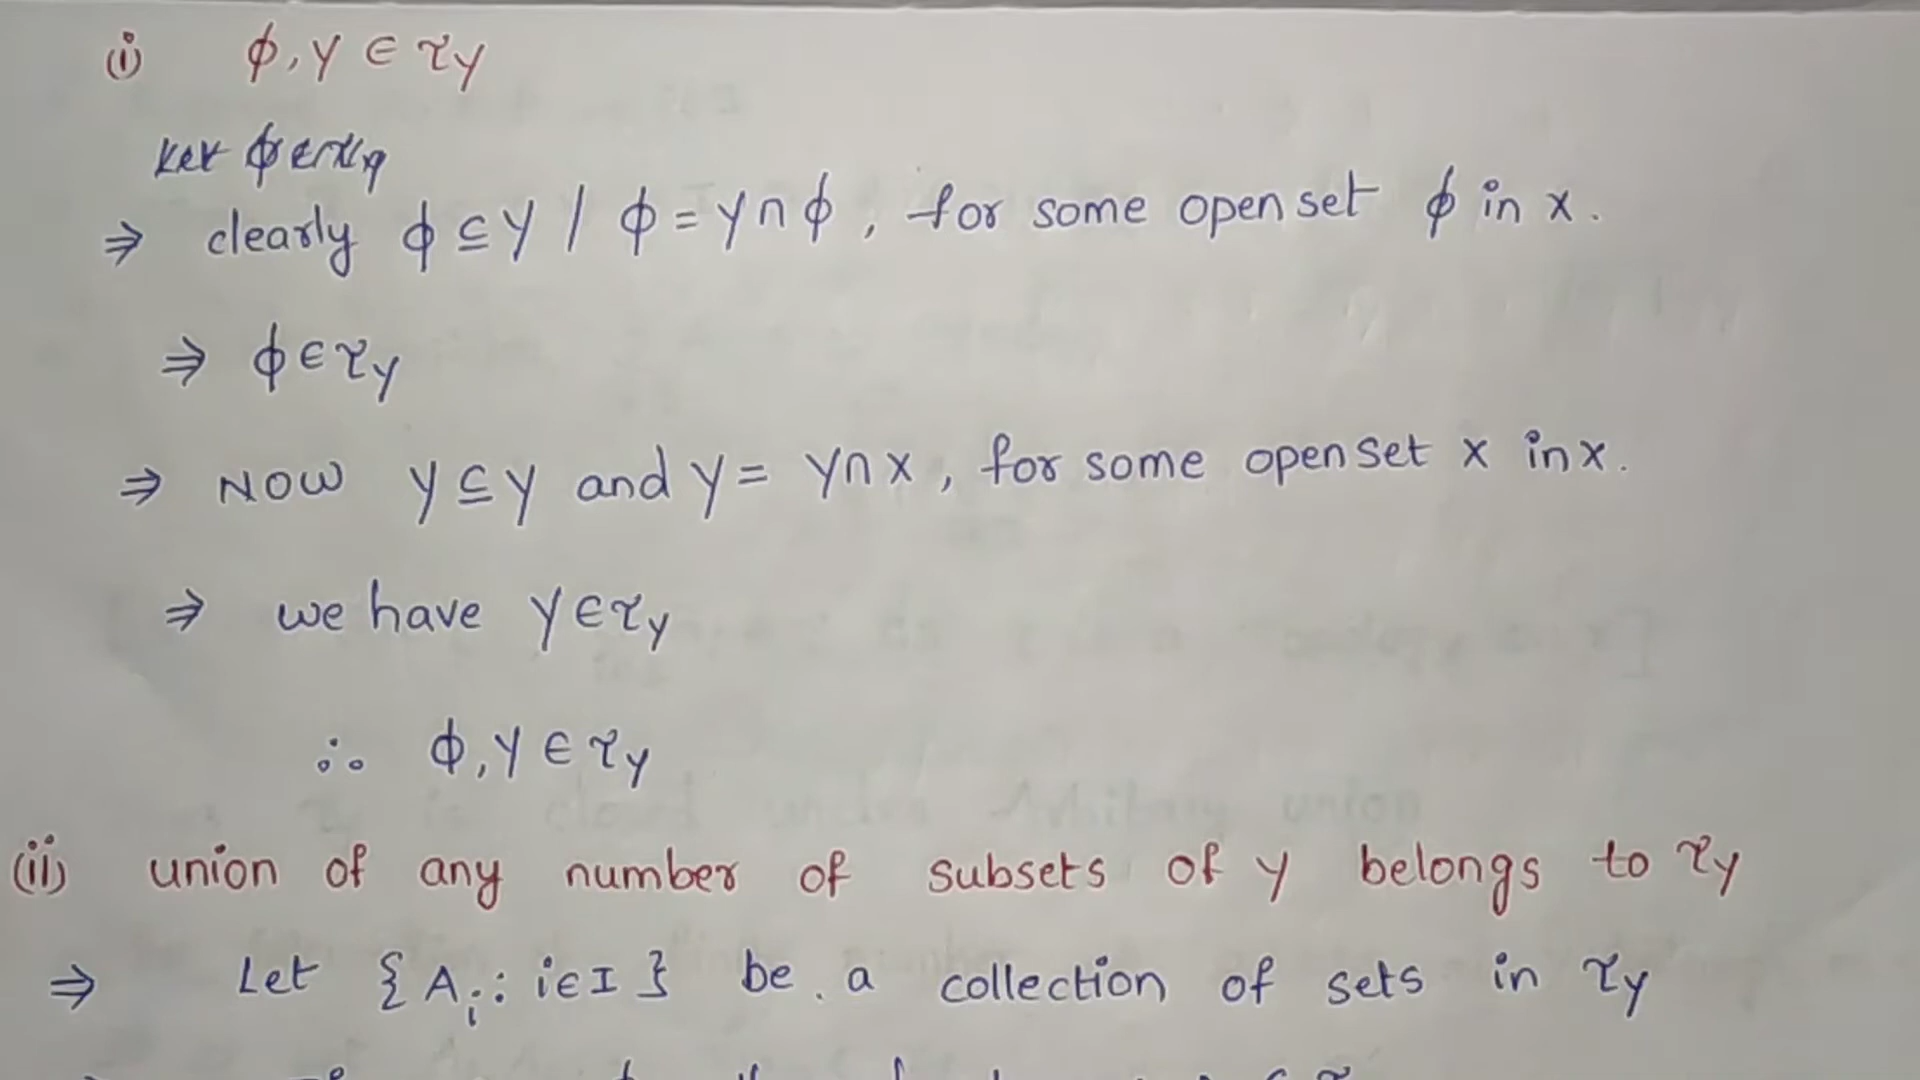 (i) ϕ, y ∈ τy
⇒ clearly ϕ ⊆ y / ϕ = y ∩ ϕ, for some open set ϕ in x.
⇒ ϕ ∈ τy
⇒ NOW y ⊆ y and y = y ∩ x, for some open set x in x.
⇒ we have y ∈ τy
∴ ϕ, y ∈ τy
(ii) union of any number of subsets of y belongs to τy
⇒ Let {Ai : i ∈ I} be a collection of sets in τy